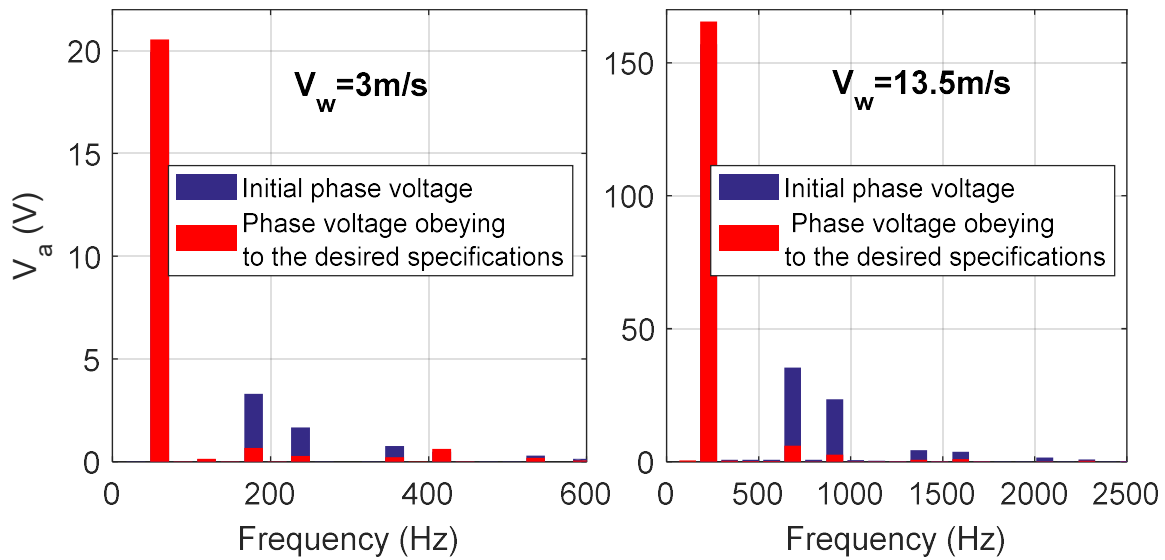 V_a (V)
20
15
10
5
0
V_w=3m/s
Initial phase voltage
Phase voltage obeying
to the desired specifications
0
200
400
600
Frequency (Hz)
150
100
50
0
V_w=13.5m/s
Initial phase voltage
Phase voltage obeying
to the desired specifications
0
500
1000
1500
2000
2500
Frequency (Hz)